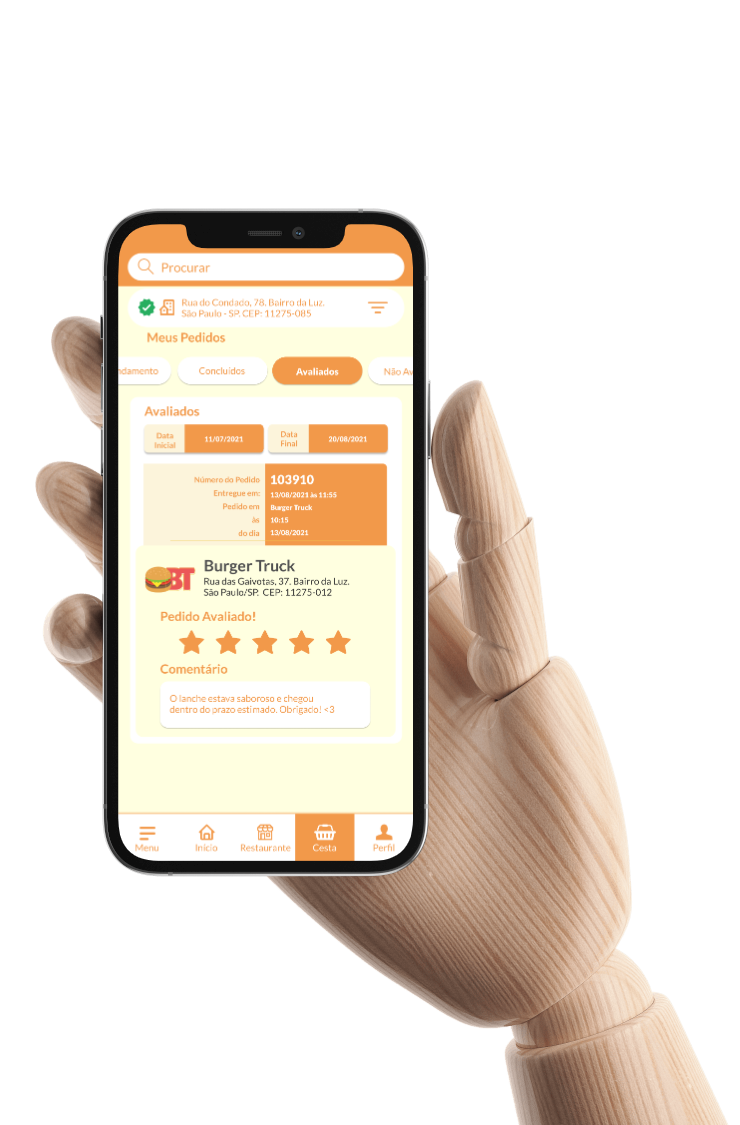 Procurar
Rua do Condado, 78. Bairro da Luz.
São Paulo - SP. CEP: 11275-085
Meus Pedidos
ndamento Concluídos Avaliados Não Av
Avaliados
Data Inicial 11/07/2021 Data Final 20/08/2021
Número do Pedido 103910
Entregue em: 13/08/2021 às 11:55
Pedido em Burger Truck
às 10:15
do dia 13/08/2021
BT
Burger Truck
Rua das Gaivotas, 37. Bairro da Luz.
São Paulo/SP. CEP: 11275-012
Pedido Avaliado!
Comentário
O lanche estava saboroso e chegou
dentro do prazo estimado. Obrigado! <3
Menu Início Restaurante Cesta Perfil